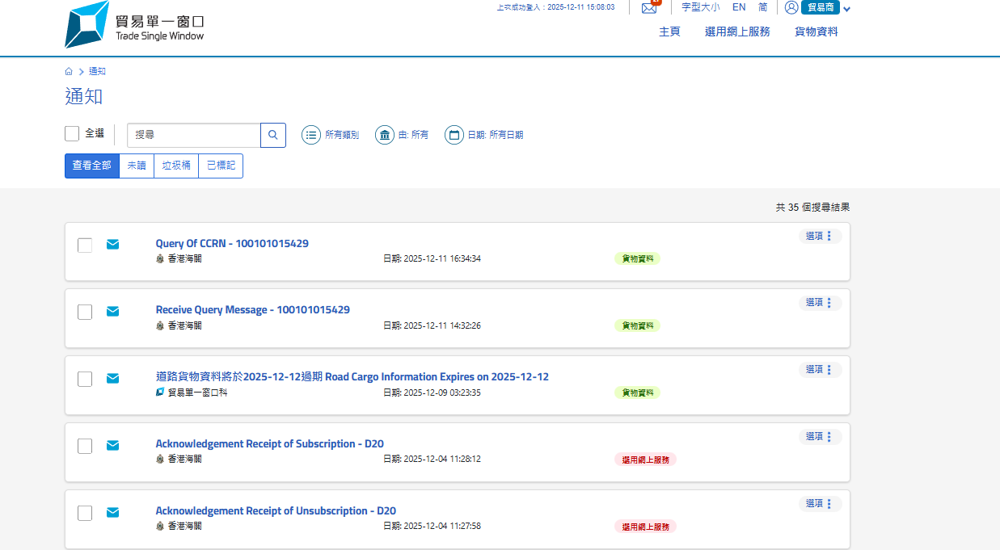 上次成功登入：2025-12-11 15:08:03
字型大小 EN 简 貿易商
貿易單一窗口
Trade Single Window
主頁 選用網上服務 貨物資料
通知
通知
全選 搜尋 所有類別 由: 所有 日期: 所有日期
查看全部 未讀 垃圾桶 已標記
共 35 個搜尋結果
Query Of CCRN - 100101015429 選項
香港海關 日期: 2025-12-11 16:34:34 貨物資料
Receive Query Message - 100101015429 選項
香港海關 日期: 2025-12-11 14:32:26 貨物資料
道路貨物資料將於2025-12-12過期 Road Cargo Information Expires on 2025-12-12 選項
貿易單一窗口科 日期: 2025-12-09 03:23:35 貨物資料
Acknowledgement Receipt of Subscription - D20 選項
香港海關 日期: 2025-12-04 11:28:12 選用網上服務
Acknowledgement Receipt of Unsubscription - D20 選項
香港海關 日期: 2025-12-04 11:27:58 選用網上服務